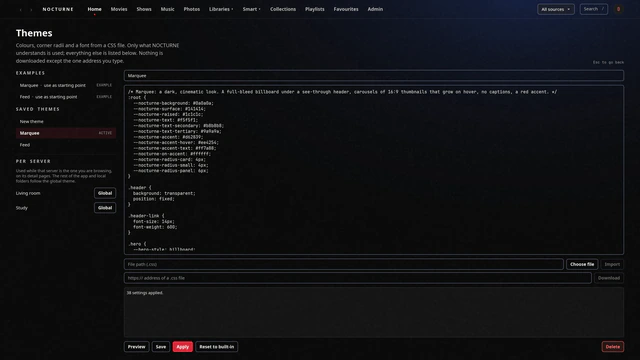 NOCTURNE Home Movies Shows Music Photos Libraries Smart Collections Playlists Favourites Admin All sources Search /
Themes
Colours, corner radii and a font from a CSS file. Only what NOCTURNE
understands is used; everything else is listed below. Nothing is
downloaded except the one address you type.
Esc to go back
EXAMPLES
Marquee · use as starting point EXAMPLE
Feed · use as starting point EXAMPLE
SAVED THEMES
New theme
Marquee ACTIVE
Feed
PER SERVER
Used while that server is the one you are browsing,
on its detail pages. The rest of the app and local
folders follow the global theme.
Living room Global
Study Global
Marquee
/* Marquee: a dark, cinematic look. A full-bleed billboard under a see-through header, carousels of 16:9 thumbnails that grow on hover, no captions, a red accent. */
:root {
--nocturne-background: #0a0a0a;
--nocturne-surface: #141414;
--nocturne-raised: #1c1c1c;
--nocturne-text: #f5f5f1;
--nocturne-text-secondary: #b8b8b8;
--nocturne-text-tertiary: #9a9a9a;
--nocturne-accent: #d62839;
--nocturne-accent-hover: #ee4254;
--nocturne-accent-text: #ff7a88;
--nocturne-on-accent: #ffffff;
--nocturne-radius-card: 4px;
--nocturne-radius-small: 4px;
--nocturne-radius-panel: 6px;
}
.header {
background: transparent;
position: fixed;
}
.header-link {
font-size: 14px;
font-weight: 600;
}
.hero {
--hero-style: billboard;
File path (.css) Choose file Import
https:// address of a .css file Download
38 settings applied.
Preview Save Apply Reset to built-in Delete